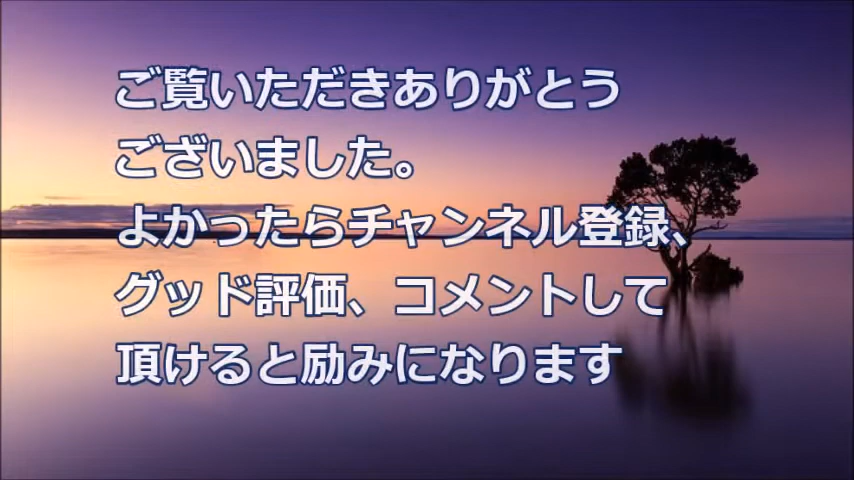 ご覧いただきありがとう
ございました。
よかったらチャンネル登録、
グッド評価、コメントして
頂けると励みになります